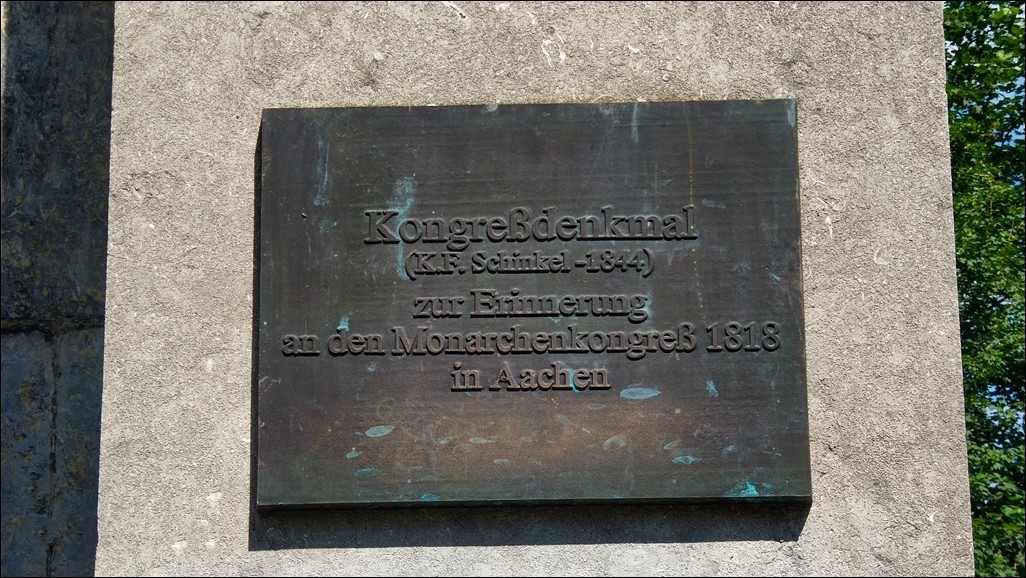 Kongreßdenkmal
(K.F. Schinkel -1844)
zur Erinnerung
an den Monarchenkongreß 1818
in Aachen